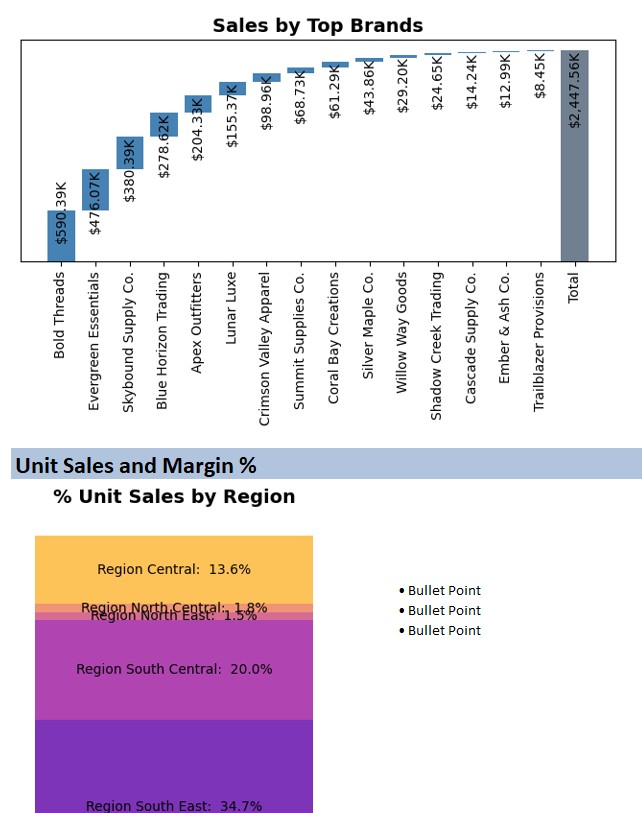 Sales by Top Brands
$590.39K
$476.07K
$380.39K
$278.62K
$204.33K
$155.37K
$98.96K
$68.73K
$61.29K
$43.86K
$29.20K
$24.65K
$14.24K
$12.99K
$8.45K
$2,447.56K
Bold Threads
Evergreen Essentials
Skybound Supply Co.
Blue Horizon Trading
Apex Outfitters
Lunar Luxe
Crimson Valley Apparel
Summit Supplies Co.
Coral Bay Creations
Silver Maple Co.
Willow Way Goods
Shadow Creek Trading
Cascade Supply Co.
Ember & Ash Co.
Trailblazer Provisions
Total
Unit Sales and Margin %
% Unit Sales by Region
Region Central: 13.6%
Region North Central: 1.8%
Region North East: 1.5%
Region South Central: 20.0%
Region South East: 34.7%
• Bullet Point
• Bullet Point
• Bullet Point